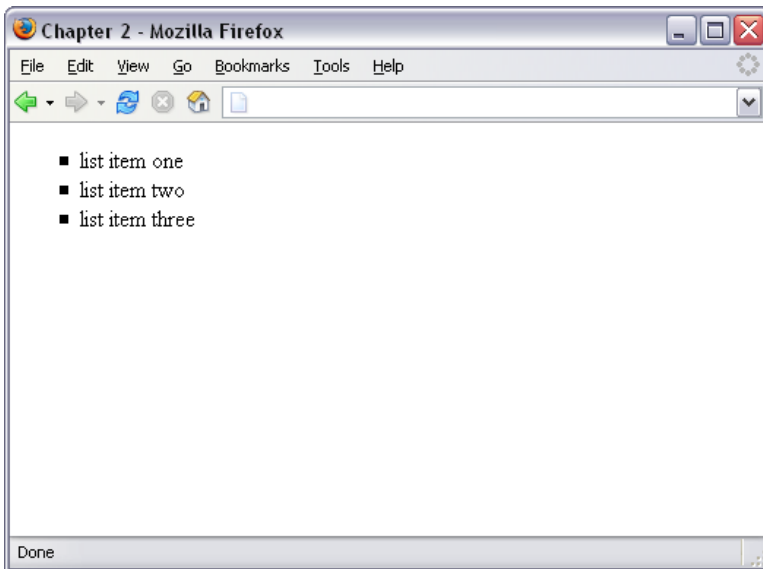 Chapter 2 - Mozilla Firefox
File Edit View Go Bookmarks Tools Help
list item one
list item two
list item three
Done